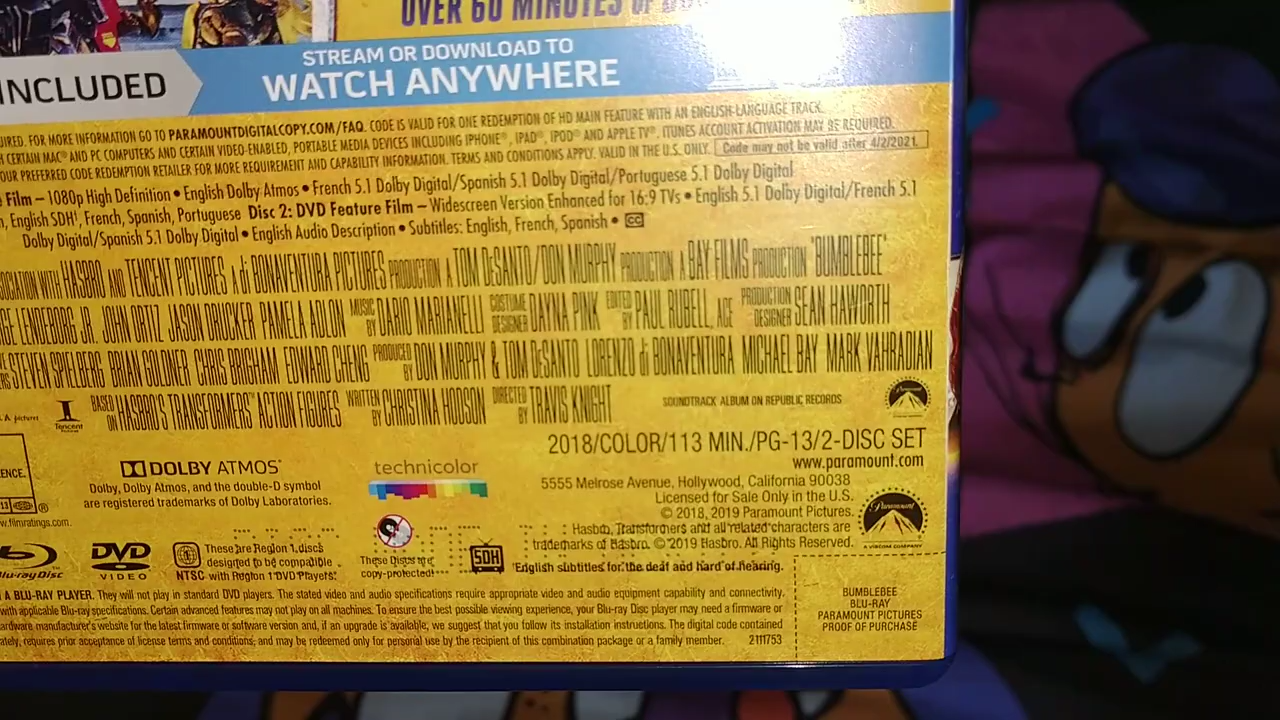 OVER 60 MINUTES
STREAM OR DOWNLOAD TO
INCLUDED
WATCH ANYWHERE
FOR MORE INFORMATION GO TO PARAMOUNTDIGITALCOPY.COM/FAQ. CODE IS VALID FOR ONE REDEMPTION OF HD MAIN FEATURE WITH AN ENGLISH-LANGUAGE TRACK.
CERTAIN MAC® AND PC COMPUTERS AND CERTAIN VIDEO-ENABLED, PORTABLE MEDIA DEVICES INCLUDING IPHONE®, IPAD®, IPOD® AND APPLE TV®. ITUNES ACCOUNT ACTIVATION MAY BE REQUIRED.
OUR PREFERRED CODE REDEMPTION RETAILER FOR MORE REQUIREMENT AND CAPABILITY INFORMATION. TERMS AND CONDITIONS APPLY. VALID IN THE U.S. ONLY. Code may not be valid after 4/2/2021.
Film – 1080p High Definition • English Dolby Atmos • French 5.1 Dolby Digital/Spanish 5.1 Dolby Digital/Portuguese 5.1 Dolby Digital
English SDH¹, French, Spanish, Portuguese Disc 2: DVD Feature Film – Widescreen Version Enhanced for 16:9 TVs • English 5.1 Dolby Digital/French 5.1
Dolby Digital/Spanish 5.1 Dolby Digital • English Audio Description • Subtitles: English, French, Spanish • CC
WITH HASBRO AND TENCENT PICTURES A di BONAVENTURA PICTURES PRODUCTION A TOM DeSANTO/DON MURPHY PRODUCTION A BAY FILMS PRODUCTION "BUMBLEBEE"
LENDEBORG JR. JOHN ORTIZ JASON DRUCKER PAMELA ADLON MUSIC BY DARIO MARIANELLI COSTUME DESIGNER DAYNA PINK EDITED BY PAUL RUBELL, ACE PRODUCTION DESIGNER SEAN HAWORTH
STEVEN SPIELBERG BRIAN GOLDNER CHRIS BRIGHAM EDWARD CHENG PRODUCED BY DON MURPHY & TOM DeSANTO LORENZO di BONAVENTURA MICHAEL BAY MARK VAHRADIAN
pictures Tencent Pictures BASED ON HASBRO'S TRANSFORMERS™ ACTION FIGURES WRITTEN BY CHRISTINA HODSON DIRECTED BY TRAVIS KNIGHT SOUNDTRACK ALBUM ON REPUBLIC RECORDS Paramount
2018/COLOR/113 MIN./PG-13/2-DISC SET
www.paramount.com
DOLBY ATMOS®
Dolby, Dolby Atmos, and the double-D symbol
are registered trademarks of Dolby Laboratories.
technicolor
5555 Melrose Avenue, Hollywood, California 90038
Licensed for Sale Only in the U.S.
© 2018, 2019 Paramount Pictures.
Hasbro, Transformers and all related characters are
trademarks of Hasbro. © 2019 Hasbro. All Rights Reserved.
Paramount
A VIACOM COMPANY
ENCE.
13
®
w.filmratings.com.
Blu-ray Disc
DVD
VIDEO
NTSC
These are Region 1 discs
designed to be compatible
with Region 1 DVD Players.
These Discs are
copy-protected.
SDH
¹English subtitles for the deaf and hard of hearing.
A BLU-RAY PLAYER. They will not play in standard DVD players. The stated video and audio specifications require appropriate video and audio equipment capability and connectivity.
with applicable Blu-ray specifications. Certain advanced features may not play on all machines. To ensure the best possible viewing experience, your Blu-ray Disc player may need a firmware or
hardware manufacturer's website for the latest firmware or software version and, if an upgrade is available, we suggest that you follow its installation instructions. The digital code contained
requires prior acceptance of license terms and conditions, and may be redeemed only for personal use by the recipient of this combination package or a family member. 2111753
BUMBLEBEE
BLU-RAY
PARAMOUNT PICTURES
PROOF OF PURCHASE